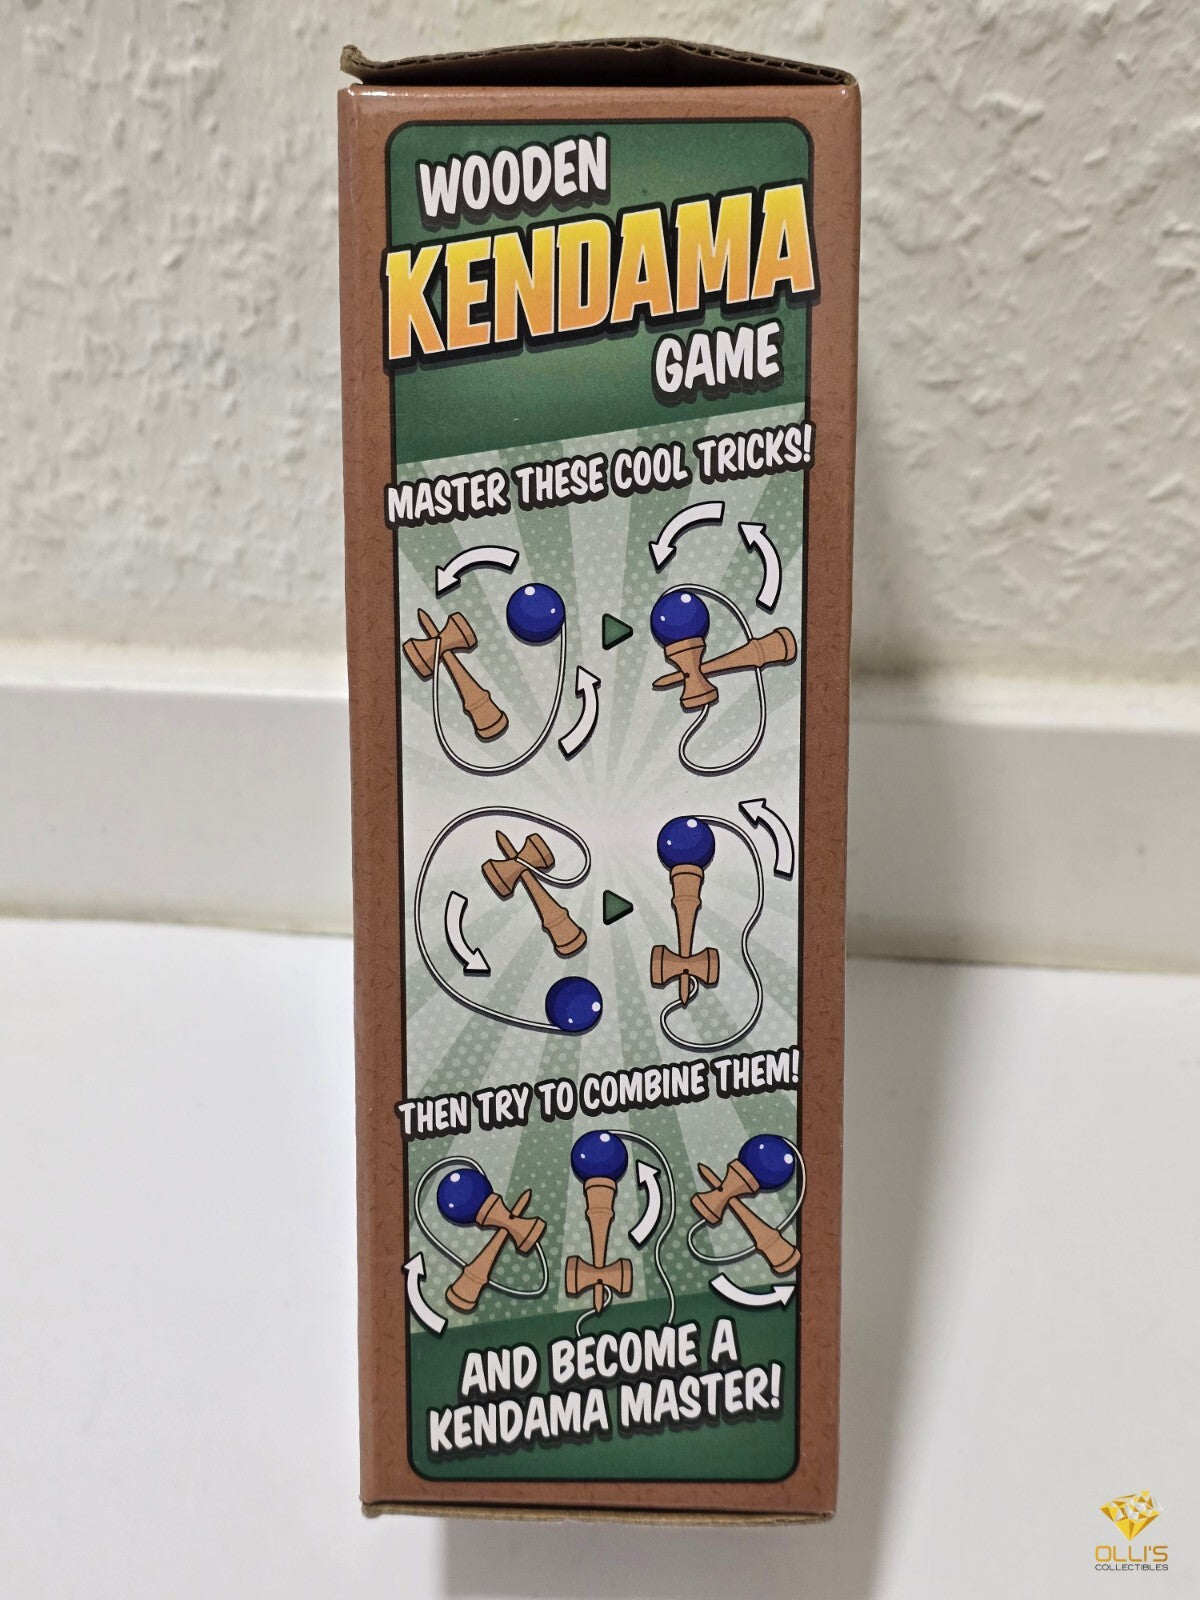 WOODEN
KENDAMA
GAME
MASTER THESE COOL TRICKS!
THEN TRY TO COMBINE THEM!
AND BECOME A
KENDAMA MASTER!
OLLI'S
COLLECTIBLES